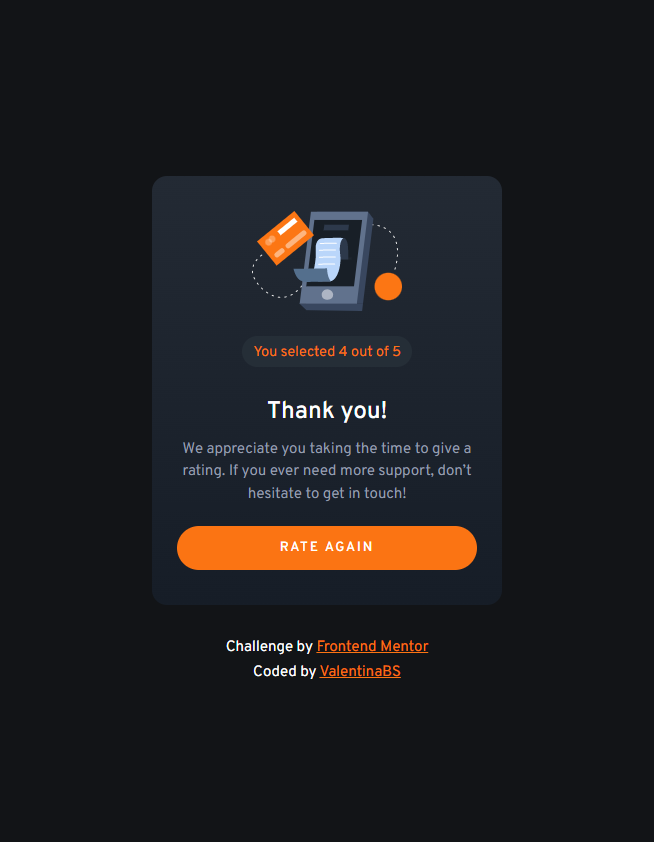 You selected 4 out of 5
Thank you!
We appreciate you taking the time to give a
rating. If you ever need more support, don’t
hesitate to get in touch!
RATE AGAIN
Challenge by Frontend Mentor
Coded by ValentinaBS